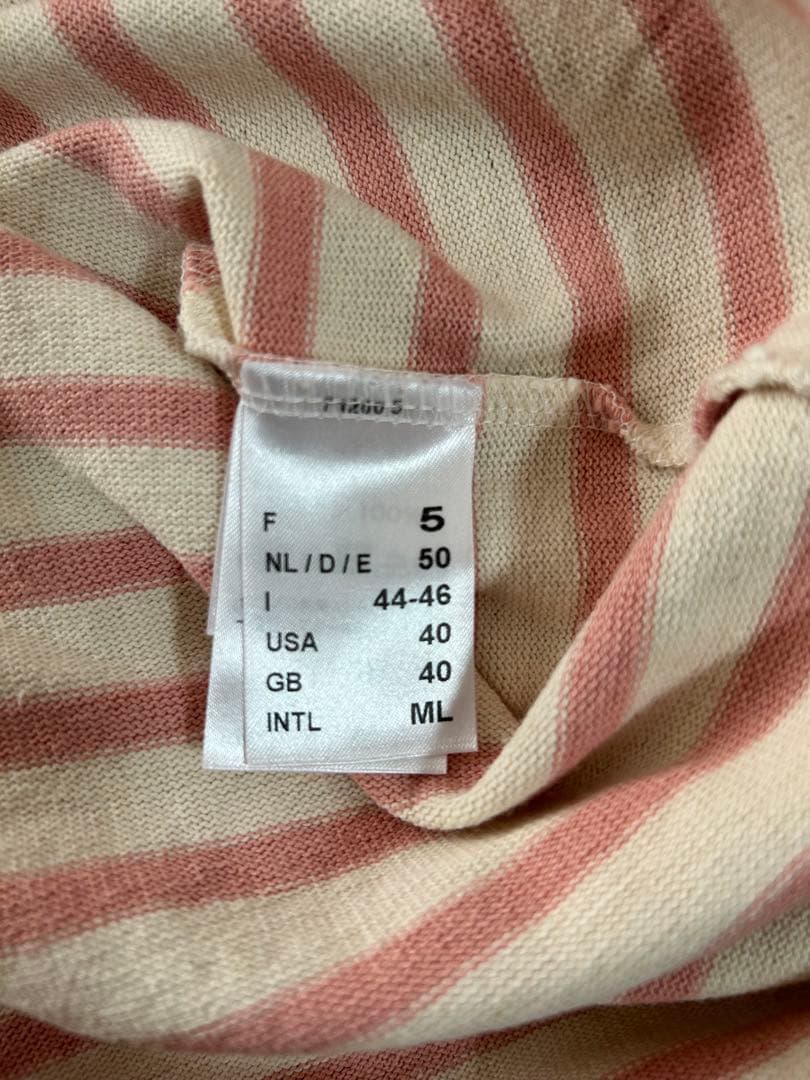 F 5
NL / D / E 50
I 44-46
USA 40
GB 40
INTL ML